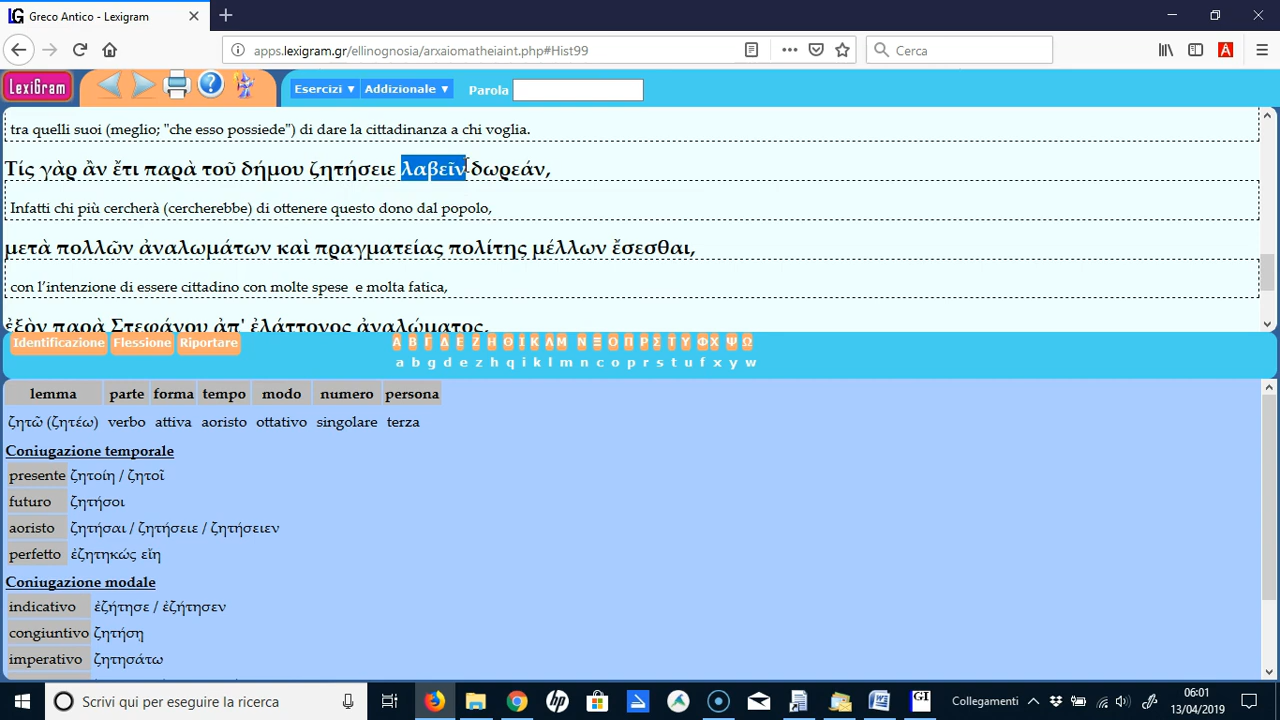 Greco Antico - Lexigram
apps.lexigram.gr/ellinognosia/arxaiomatheiaint.php#Hist99
Cerca
LexiGram
Esercizi ▼ Addizionale ▼ Parola
tra quelli suoi (meglio; "che esso possiede") di dare la cittadinanza a chi voglia.
Τίς γὰρ ἂν ἔτι παρὰ τοῦ δήμου ζητήσειε λαβεῖν δωρεάν,
Infatti chi più cercherà (cercherebbe) di ottenere questo dono dal popolo,
μετὰ πολλῶν ἀναλωμάτων καὶ πραγματείας πολίτης μέλλων ἔσεσθαι,
con l'intenzione di essere cittadino con molte spese e molta fatica,
ἐξὸν παρὰ Στεφάνου ἀπ' ἐλάττονος ἀναλώματος,
Identificazione Flessione Riportare
Α Β Γ Δ Ε Ζ Η Θ Ι Κ Λ Μ Ν Ξ Ο Π Ρ Σ Τ Υ Φ Χ Ψ Ω
a b g d e z h q i k l m n c o p r s t u f x y w
lemma parte forma tempo modo numero persona
ζητῶ (ζητέω) verbo attiva aoristo ottativo singolare terza
Coniugazione temporale
presente ζητοίη / ζητοῖ
futuro ζητήσοι
aoristo ζητήσαι / ζητήσειε / ζητήσειεν
perfetto ἐζητηκώς εἴη
Coniugazione modale
indicativo ἐζήτησε / ἐζήτησεν
congiuntivo ζητήσῃ
imperativo ζητησάτω
Scrivi qui per eseguire la ricerca
Collegamenti
06:01
13/04/2019